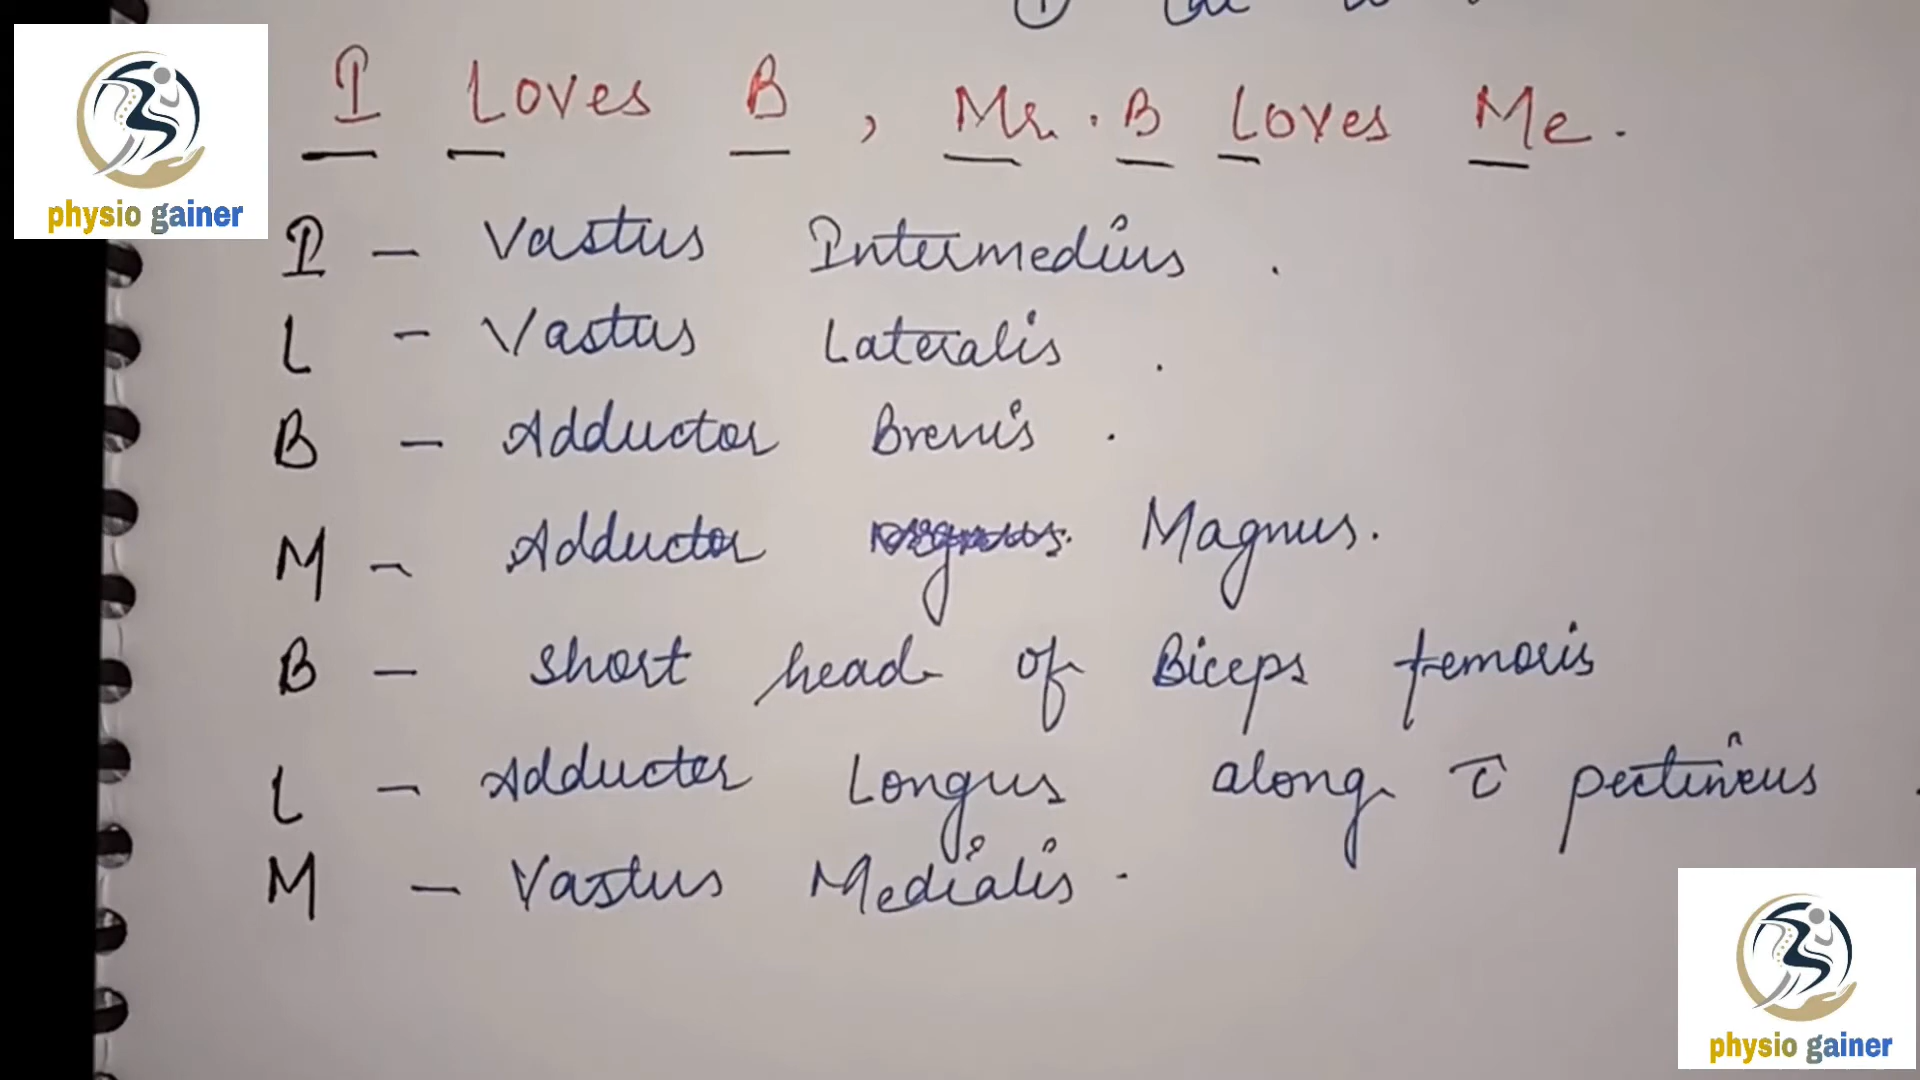 I Loves B, Mr. B Loves Me.
I - Vastus Intermedius.
L - Vastus Lateralis.
B - Adductor Brevis.
M - Adductor Magnus.
B - Short head of Biceps femoris
L - Adductor Longus along c̄ pectineus.
M - Vastus Medialis.
physio gainer
physio gainer